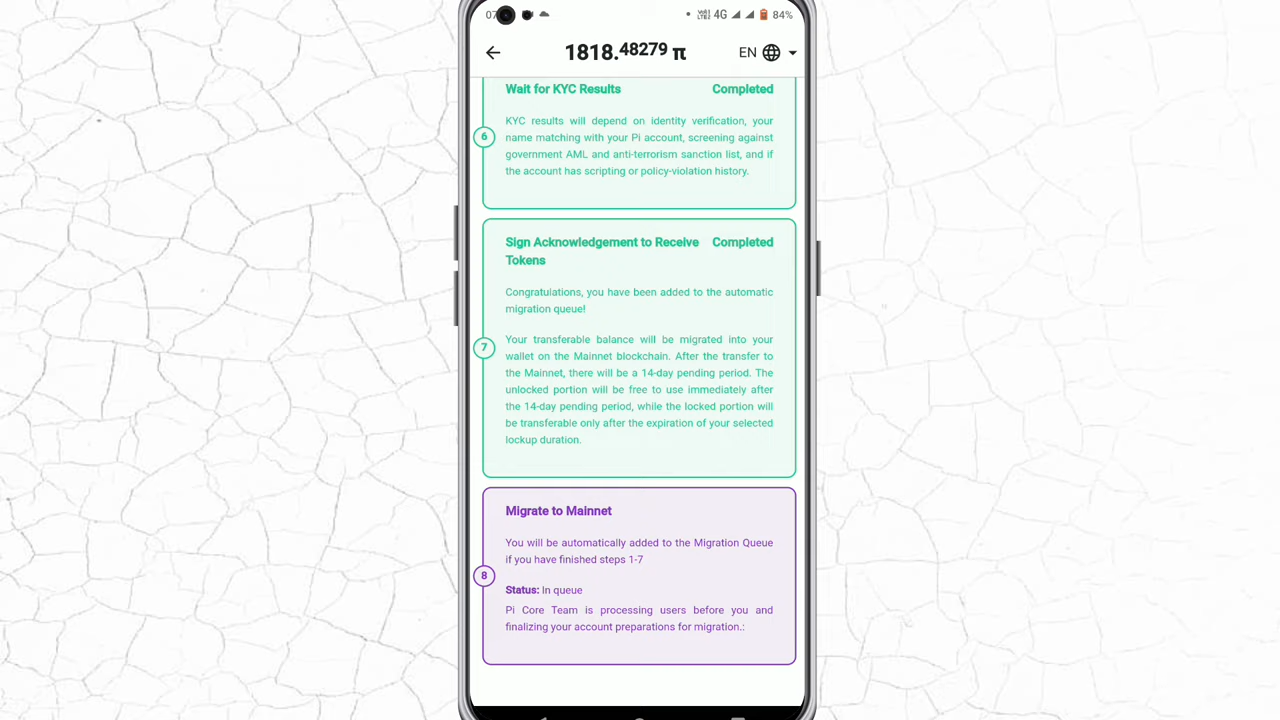 4G 84%
1818.48279 π EN
Wait for KYC Results Completed
6
KYC results will depend on identity verification, your
name matching with your Pi account, screening against
government AML and anti-terrorism sanction list, and if
the account has scripting or policy-violation history.
Sign Acknowledgement to Receive Completed
Tokens
Congratulations, you have been added to the automatic
migration queue!
7
Your transferable balance will be migrated into your
wallet on the Mainnet blockchain. After the transfer to
the Mainnet, there will be a 14-day pending period. The
unlocked portion will be free to use immediately after
the 14-day pending period, while the locked portion will
be transferable only after the expiration of your selected
lockup duration.
Migrate to Mainnet
You will be automatically added to the Migration Queue
if you have finished steps 1-7
8
Status: In queue
Pi Core Team is processing users before you and
finalizing your account preparations for migration.: